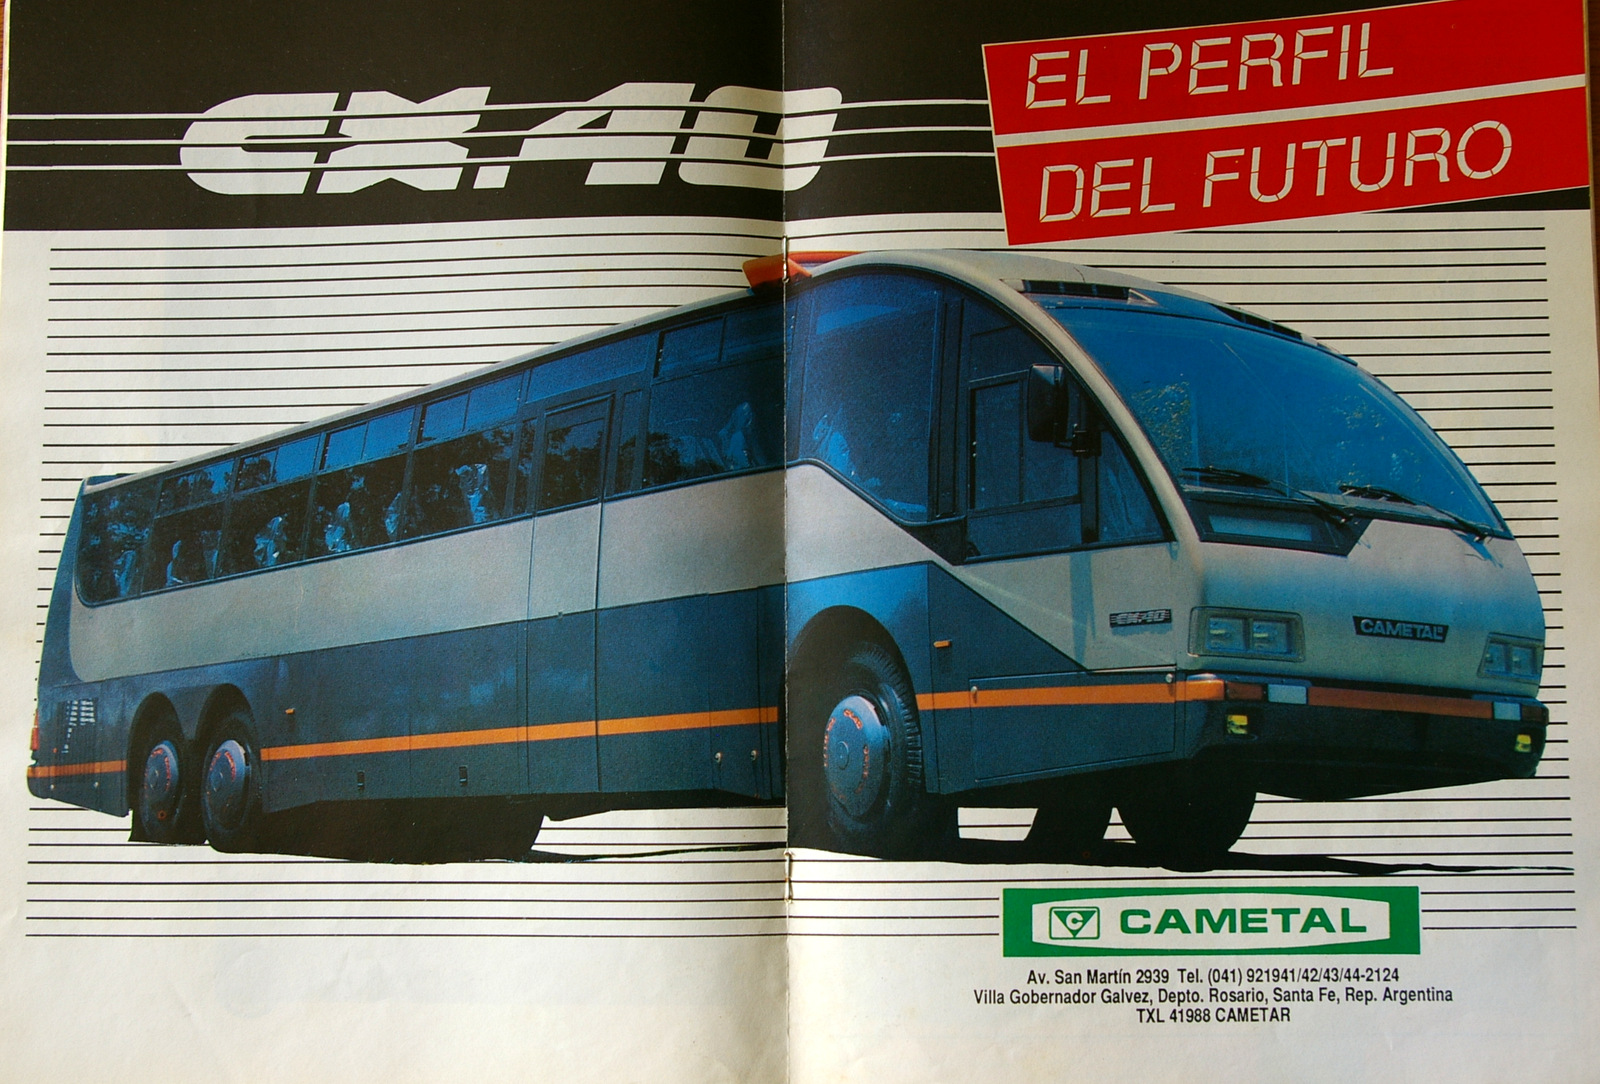 CX-40
EL PERFIL
DEL FUTURO
CX-40
CAMETAL
C CAMETAL
Av. San Martín 2939 Tel. (041) 921941/42/43/44-2124
Villa Gobernador Galvez, Depto. Rosario, Santa Fe, Rep. Argentina
TXL 41988 CAMETAR